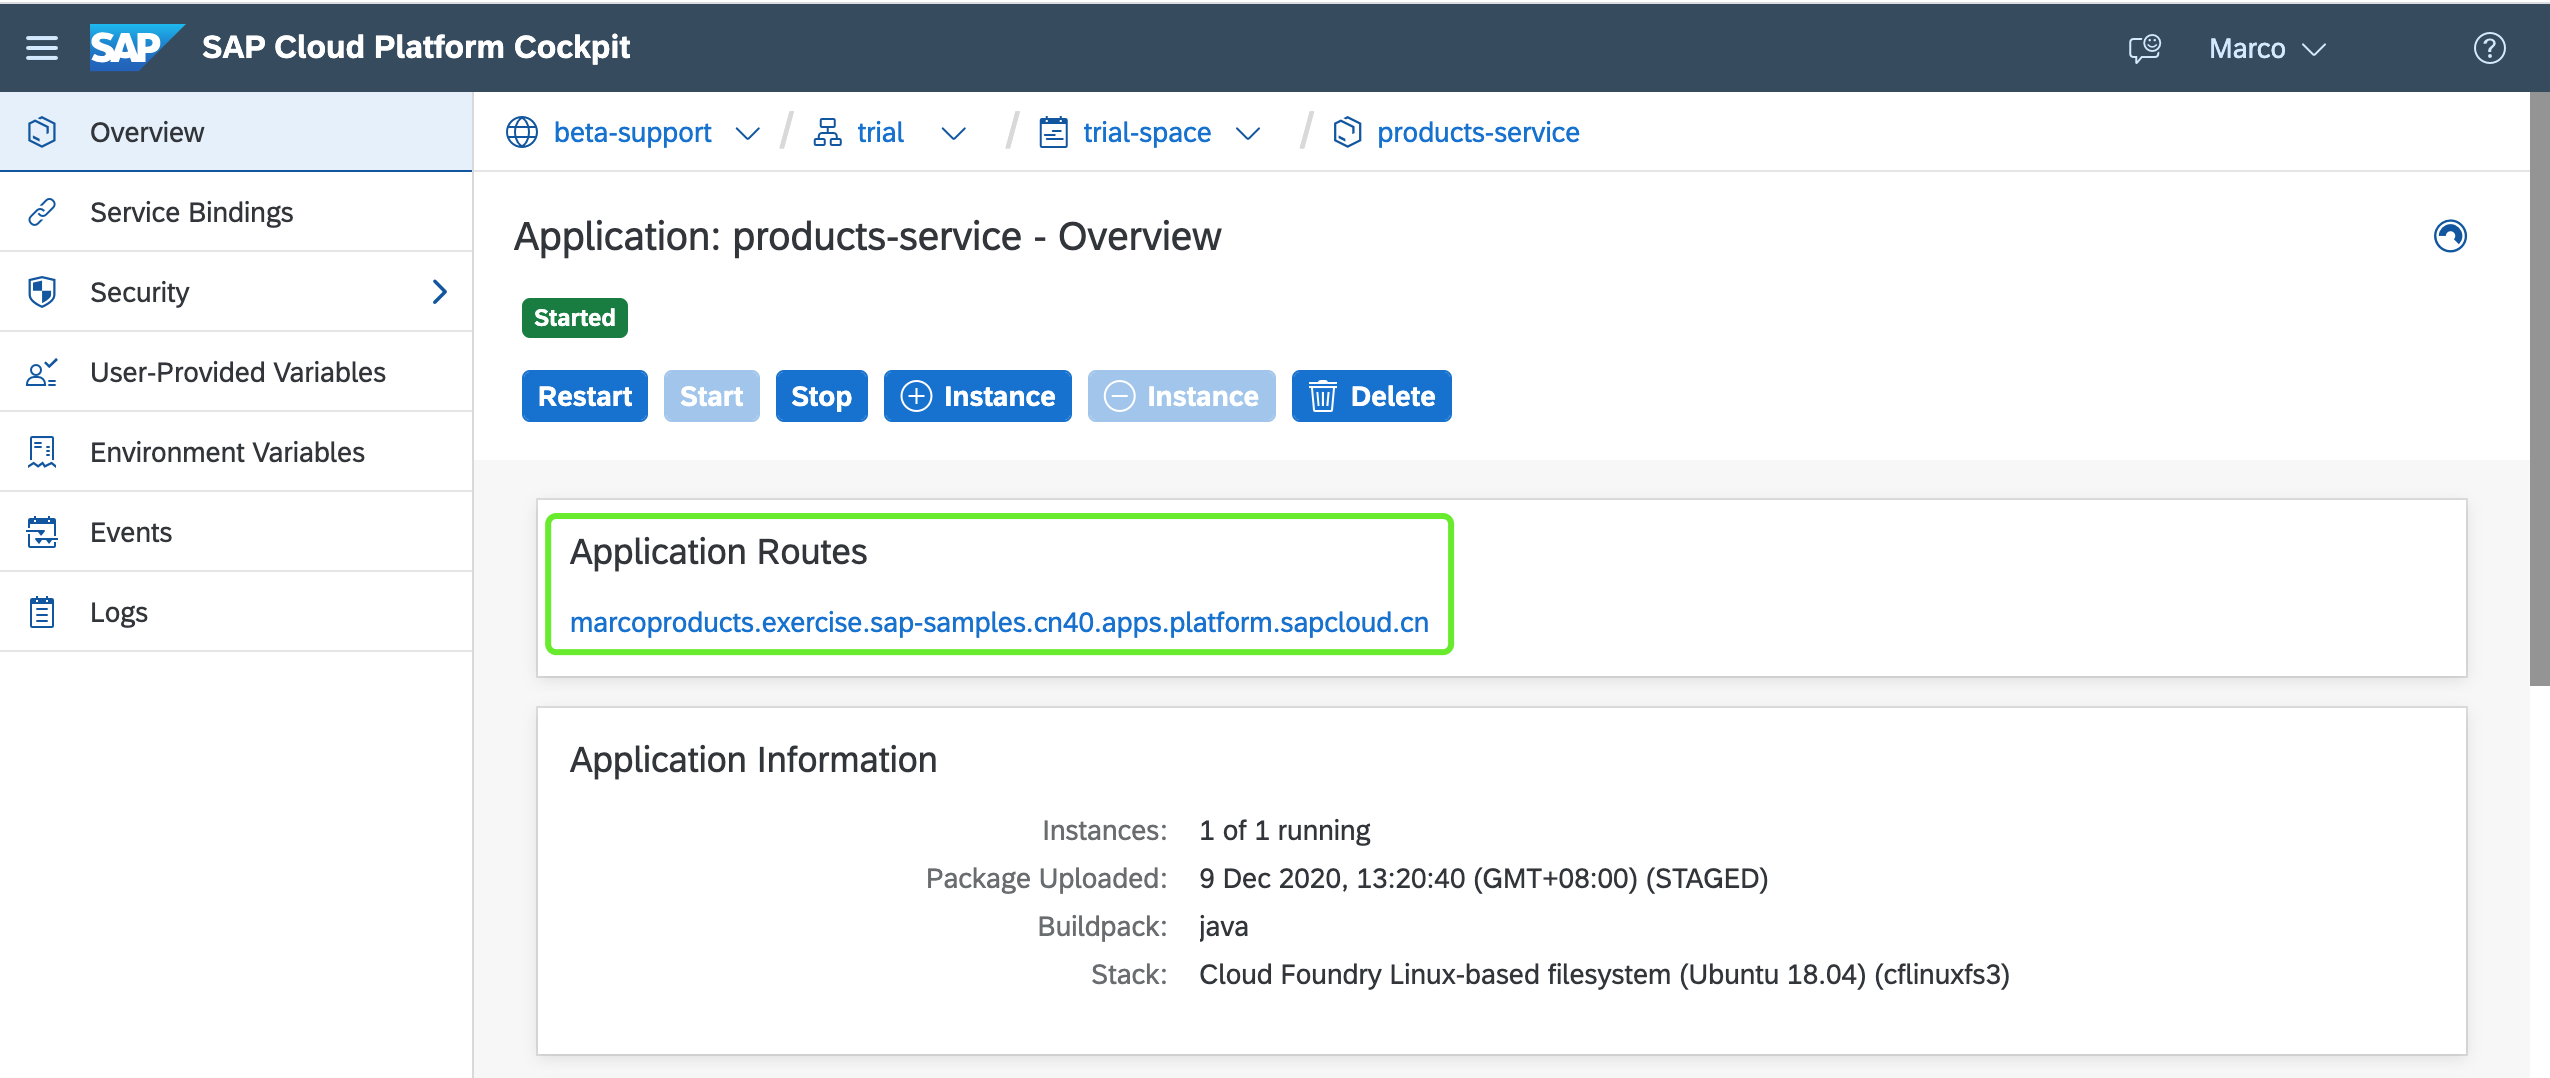 SAP SAP Cloud Platform Cockpit Marco
Overview
Service Bindings
Security
User-Provided Variables
Environment Variables
Events
Logs
beta-support / trial / trial-space / products-service
Application: products-service - Overview
Started
Restart Start Stop Instance Instance Delete
Application Routes
marcoproducts.exercise.sap-samples.cn40.apps.platform.sapcloud.cn
Application Information
Instances: 1 of 1 running
Package Uploaded: 9 Dec 2020, 13:20:40 (GMT+08:00) (STAGED)
Buildpack: java
Stack: Cloud Foundry Linux-based filesystem (Ubuntu 18.04) (cflinuxfs3)